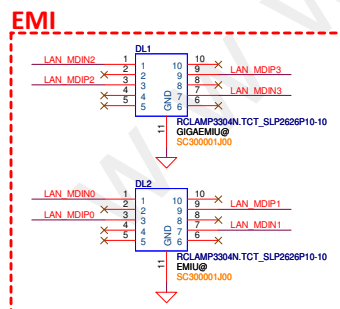 EMI
DL1
LAN_MDIN2 1 1 10 10
2 2 9 9 LAN_MDIP3
LAN_MDIP2 3 3 8 8
4 4 7 7 LAN_MDIN3
5 5 6 6
GND
11
RCLAMP3304N.TCT_SLP2626P10-10
GIGAEMIU@
SC300001J00
DL2
LAN_MDIN0 1 1 10 10
2 2 9 9 LAN_MDIP1
LAN_MDIP0 3 3 8 8
4 4 7 7 LAN_MDIN1
5 5 6 6
GND
11
RCLAMP3304N.TCT_SLP2626P10-10
EMIU@
SC300001J00